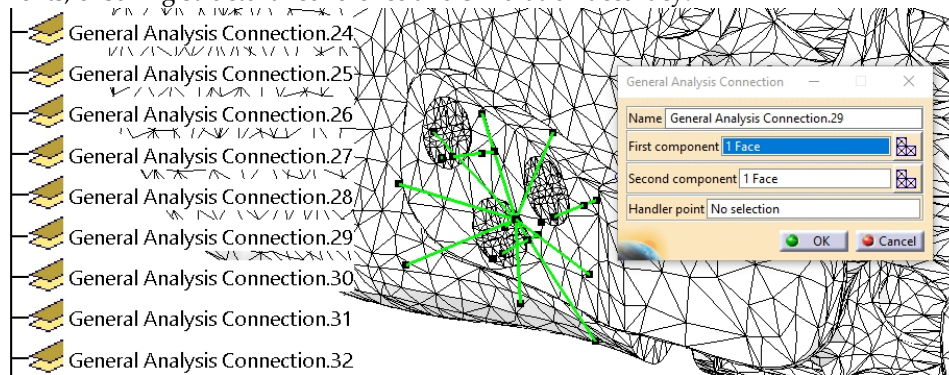 General Analysis Connection.24
General Analysis Connection.25
General Analysis Connection.26
General Analysis Connection.27
General Analysis Connection.28
General Analysis Connection.29
General Analysis Connection.30
General Analysis Connection.31
General Analysis Connection.32
General Analysis Connection
Name General Analysis Connection.29
First component 1 Face
Second component 1 Face
Handler point No selection
OK Cancel